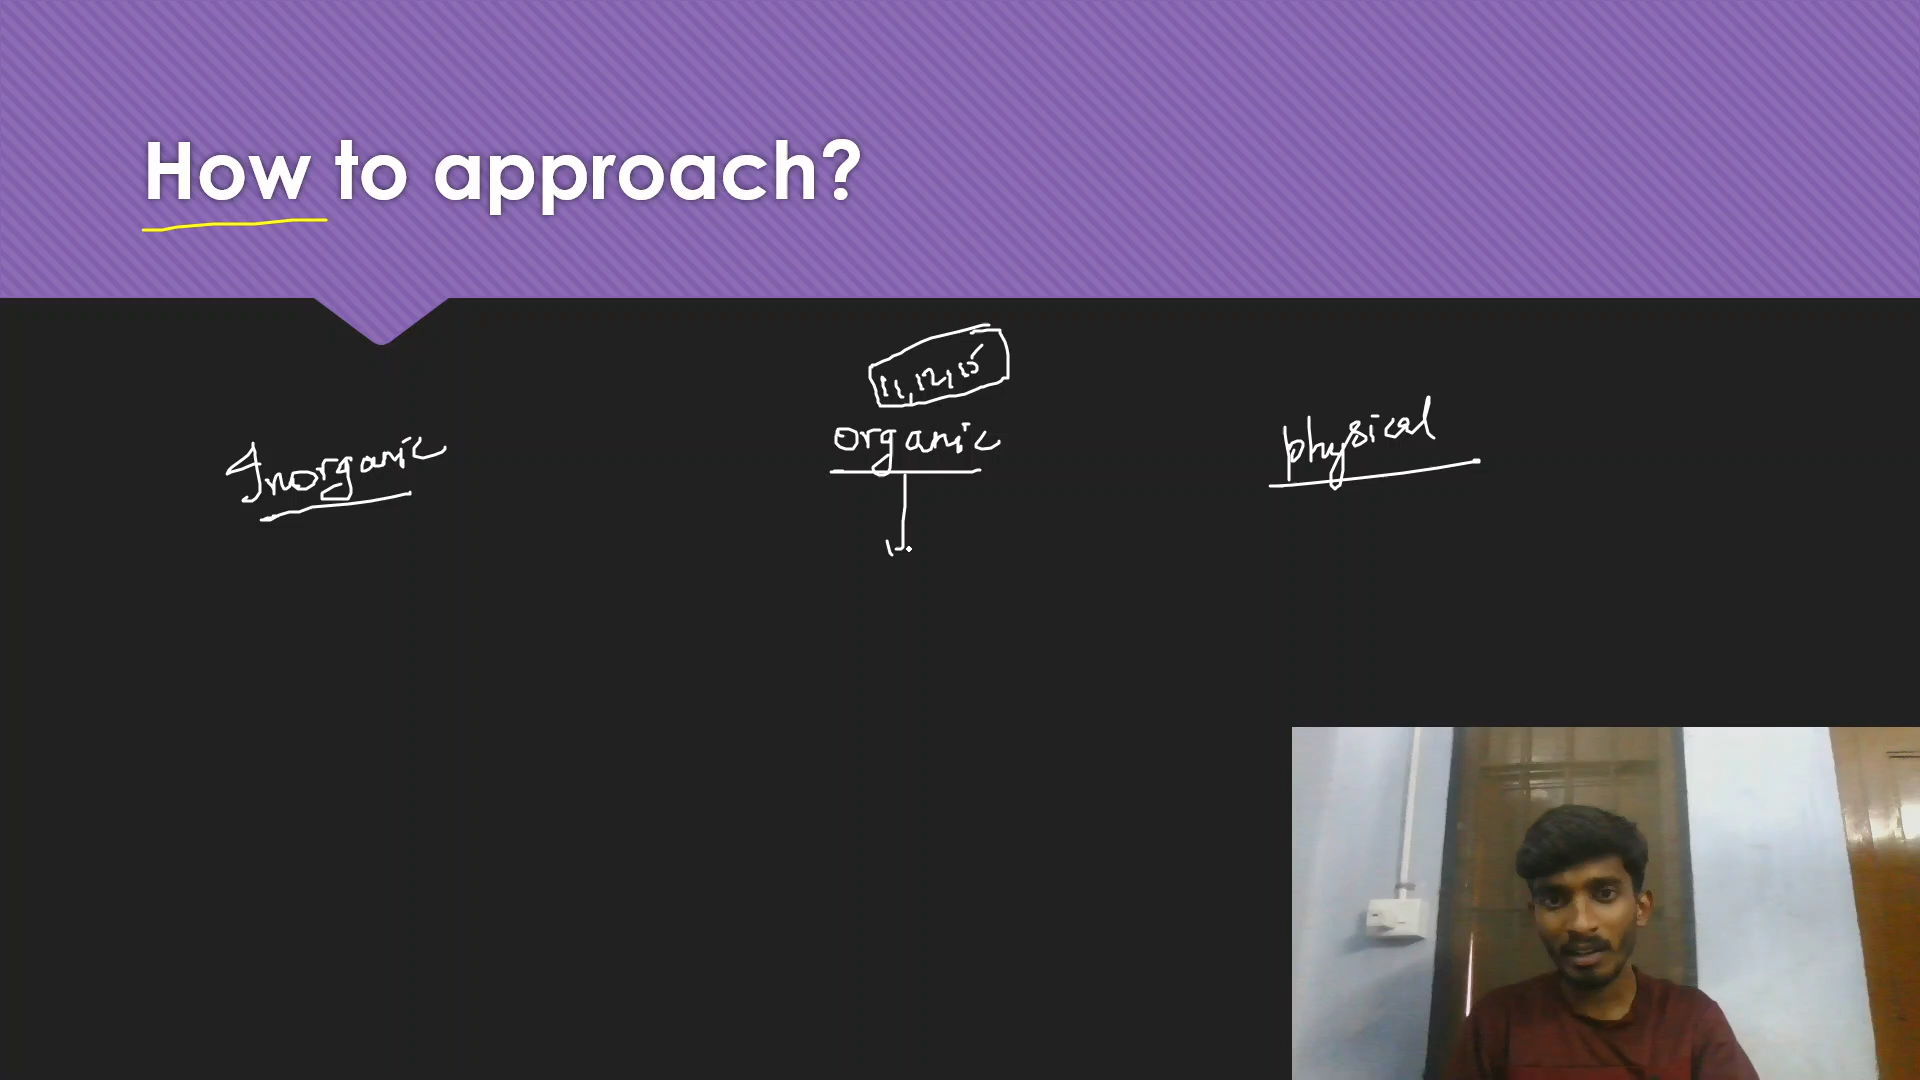 How to approach?
11, 12, 15
Inorganic
organic
physical